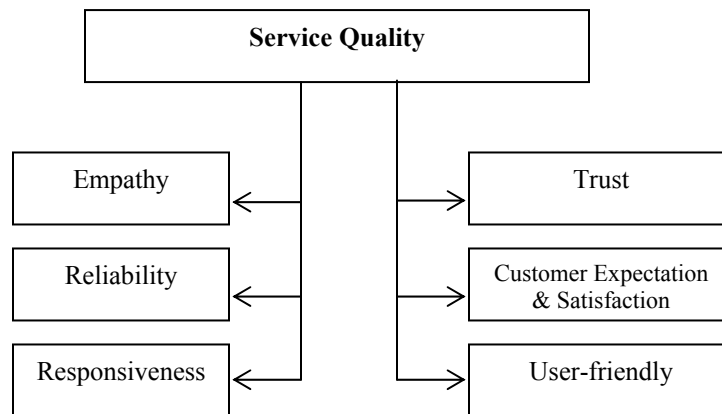 Service Quality
Empathy
Trust
Reliability
Customer Expectation
& Satisfaction
Responsiveness
User-friendly